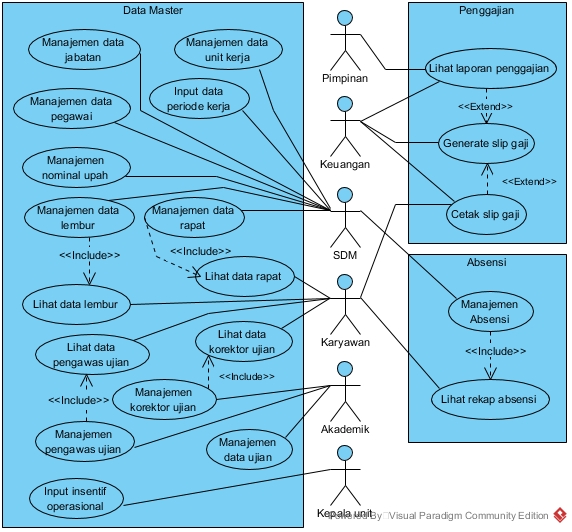 Data Master
Manajemen data
jabatan
Manajemen data
unit kerja
Manajemen data
pegawai
Input data
periode kerja
Manajemen
nominal upah
Manajemen data
lembur
Manajemen data
rapat
<<Include>>
<<Include>>
Lihat data rapat
Lihat data lembur
Lihat data
pengawas ujian
Lihat data
korektor ujian
<<Include>>
<<Include>>
Manajemen
korektor ujian
Manajemen
pengawas ujian
Manajemen
data ujian
Input insentif
operasional
Pimpinan
Keuangan
SDM
Karyawan
Akademik
Kepala unit
Penggajian
Lihat laporan penggajian
<<Extend>>
Generate slip gaji
<<Extend>>
Cetak slip gaji
Absensi
Manajemen
Absensi
<<Include>>
Lihat rekap absensi
Powered By Visual Paradigm Community Edition